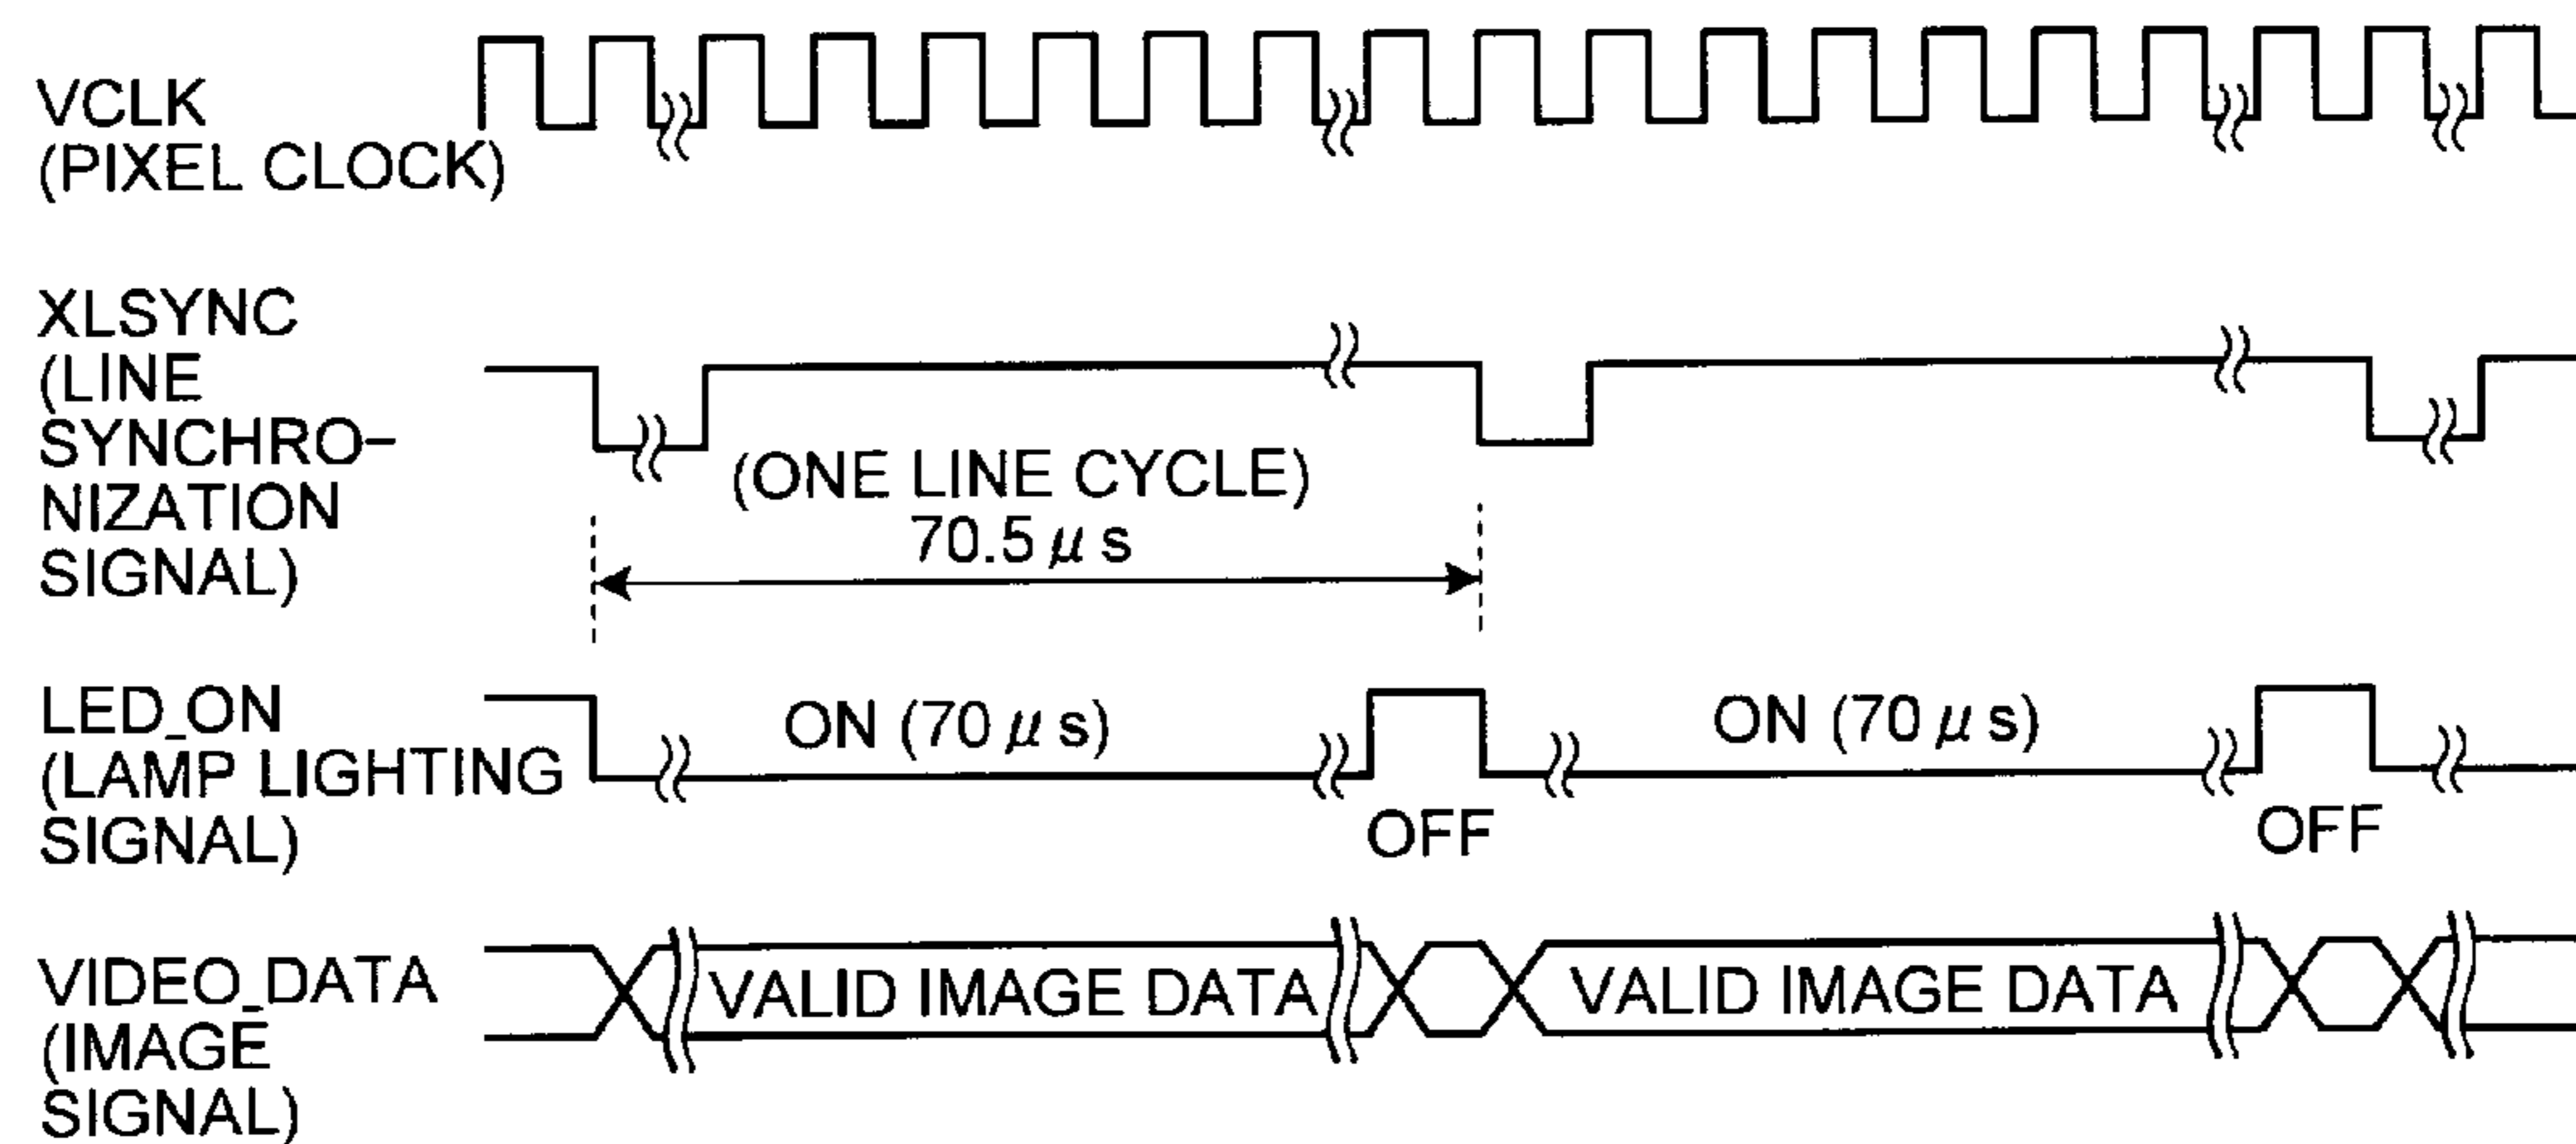 VCLK
(PIXEL CLOCK)
XLSYNC
(LINE
SYNCHRO-
NIZATION
SIGNAL)
(ONE LINE CYCLE)
70.5 μ s
LED_ON
(LAMP LIGHTING
SIGNAL)
ON (70 μ s)
OFF
ON (70 μ s)
OFF
VIDEO_DATA
(IMAGE
SIGNAL)
VALID IMAGE DATA
VALID IMAGE DATA